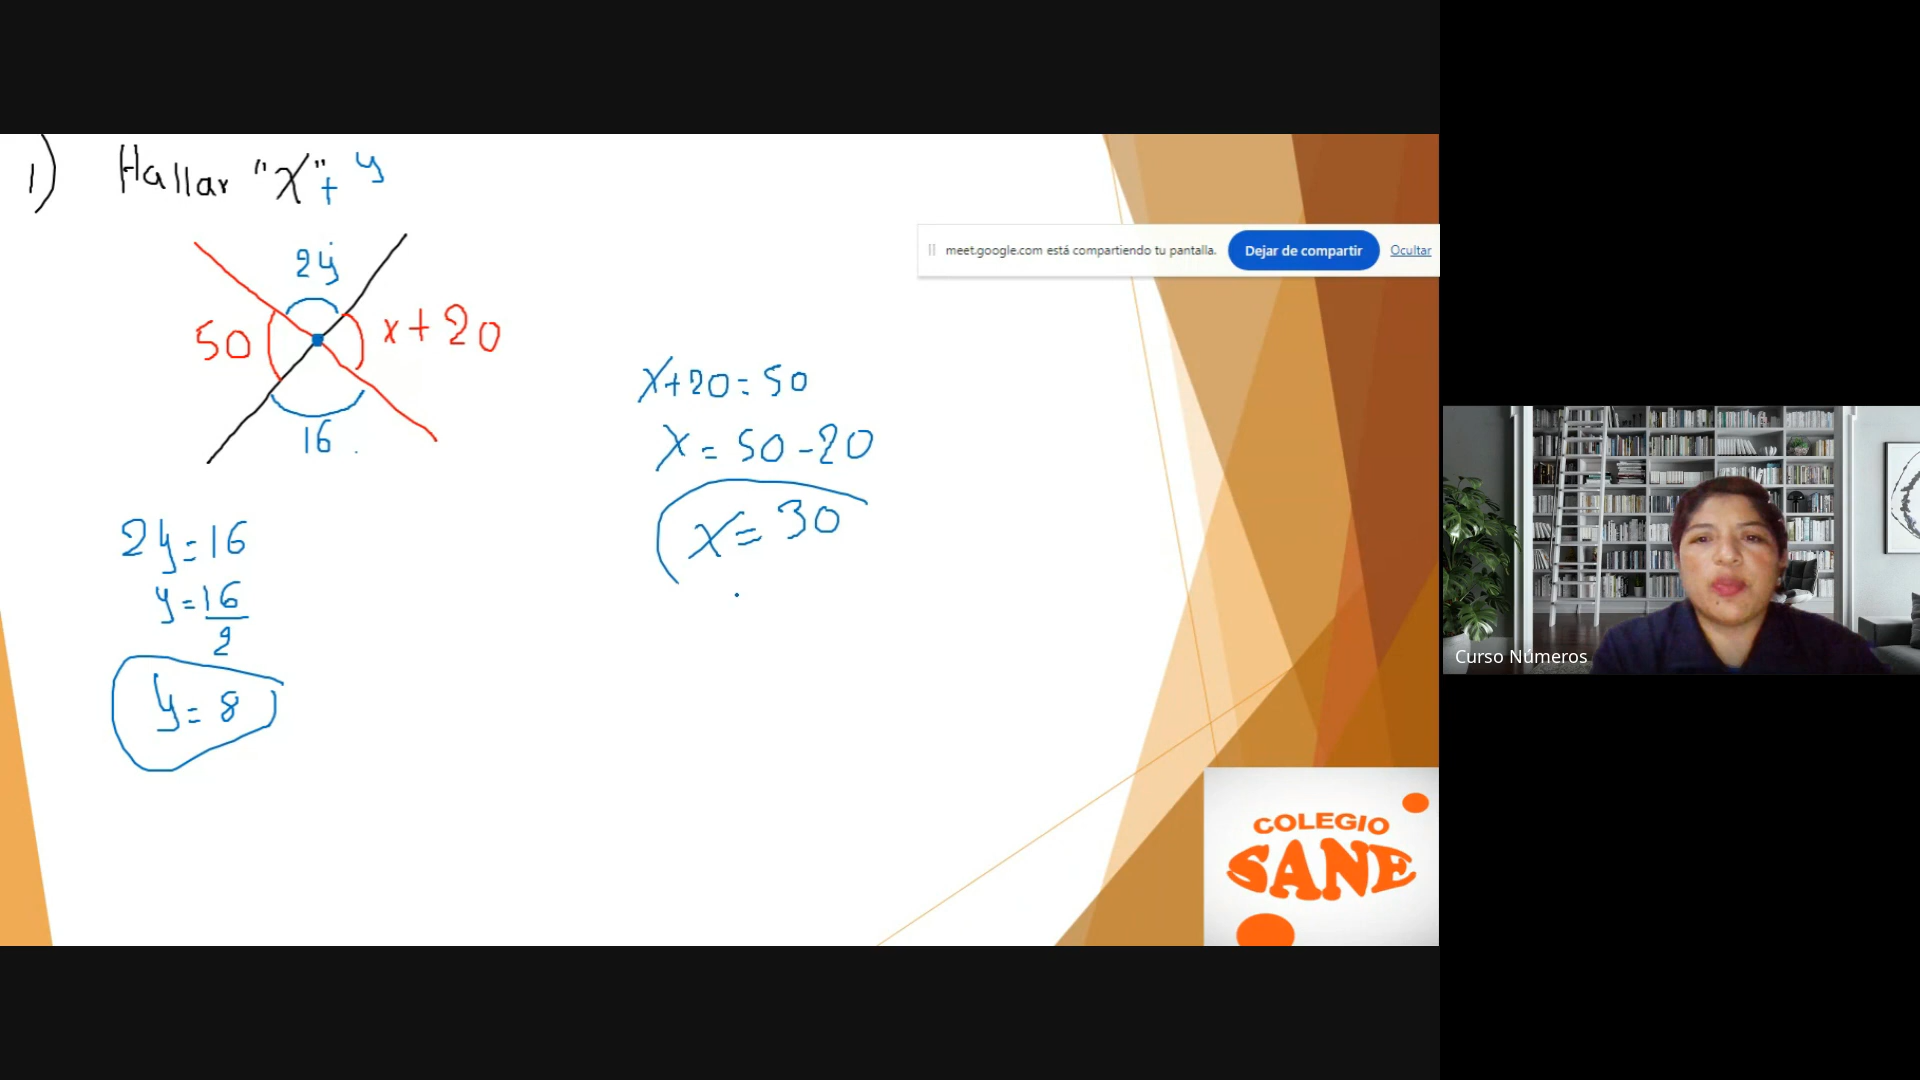 1) Hallar "x" + y
2y
50
x+20
16
x+20=50
x = 50-20
x = 30
2y=16
y=16
2
y= 8
meet.google.com está compartiendo tu pantalla. Dejar de compartir Ocultar
COLEGIO
SANE
Curso Números